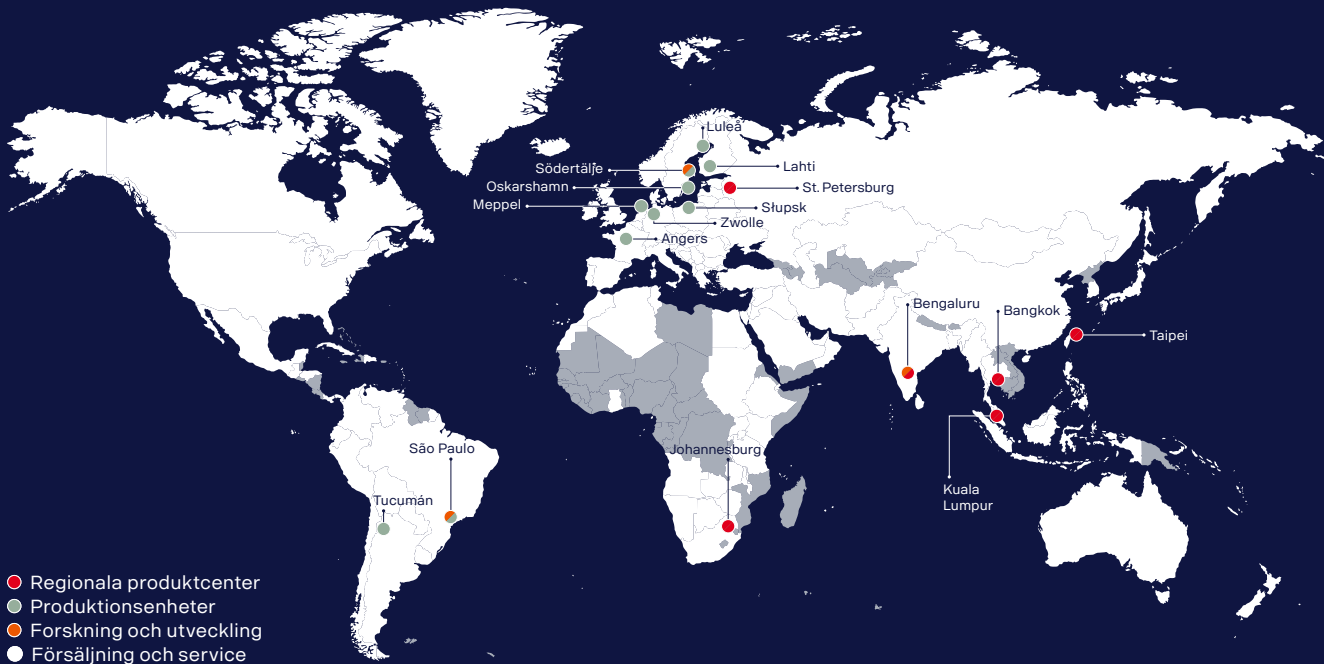 Luleå
Södertälje
Lahti
Oskarshamn
St. Petersburg
Meppel
Słupsk
Zwolle
Angers
Bengaluru
Bangkok
Taipei
São Paulo
Johannesburg
Tucumán
Kuala
Lumpur
Regionala produktcenter
Produktionsenheter
Forskning och utveckling
Försäljning och service